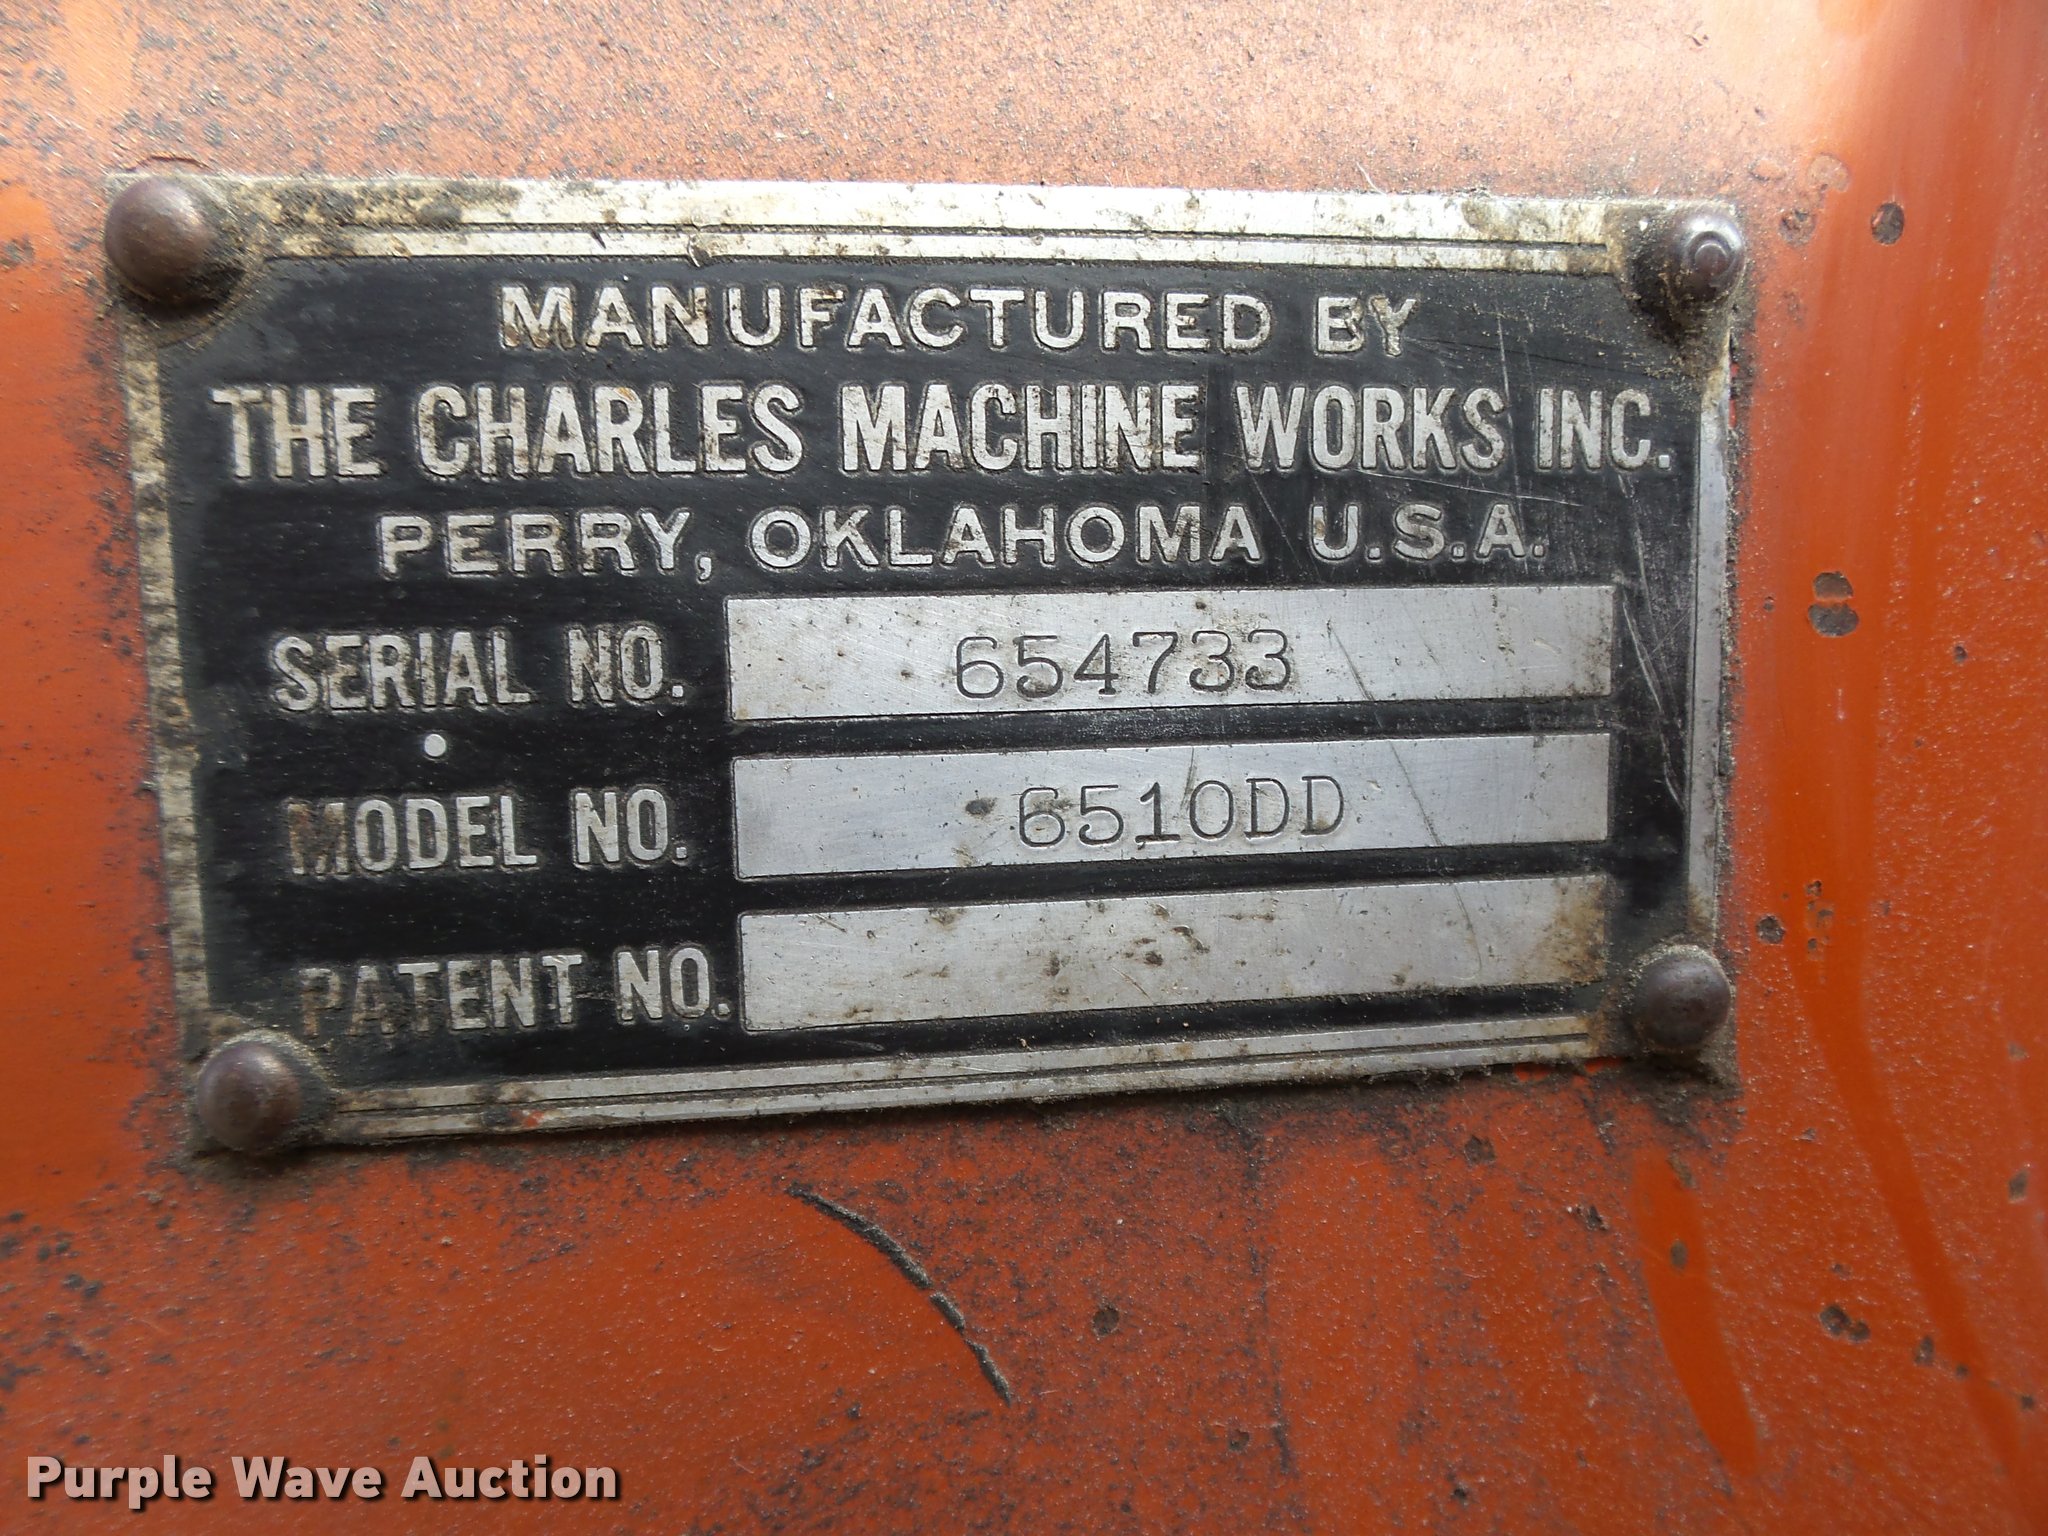 MANUFACTURED BY
THE CHARLES MACHINE WORKS INC.
PERRY, OKLAHOMA U.S.A.
SERIAL NO. 654733
MODEL NO. 6510DD
PATENT NO.
Purple Wave Auction